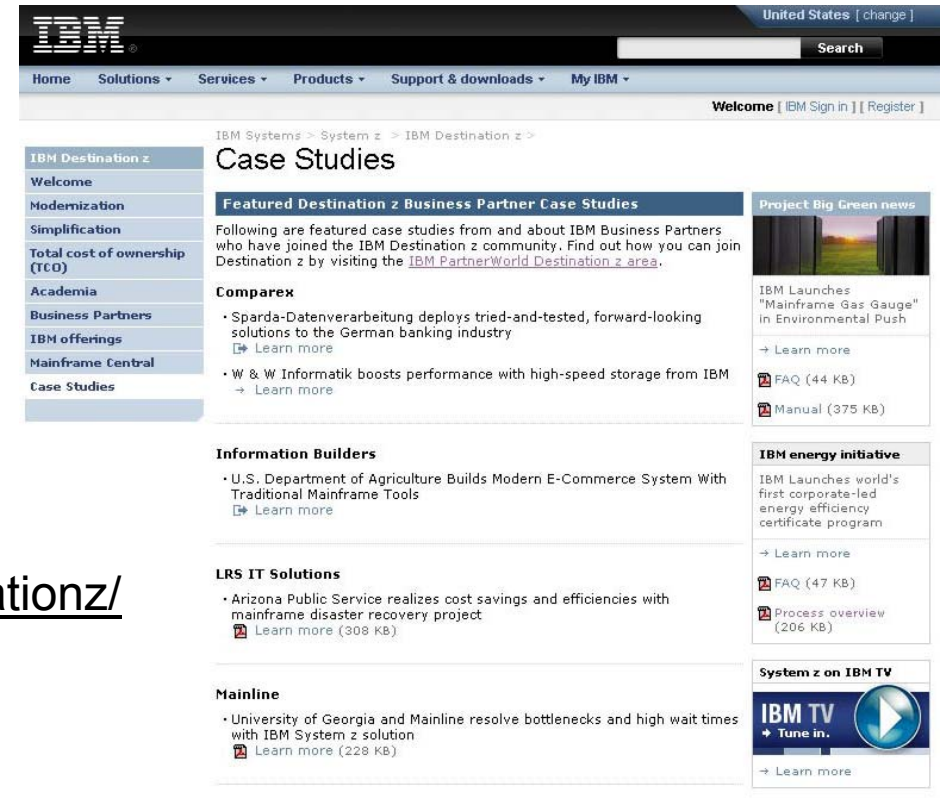 United States [ change ]
IBM®
Search
Home Solutions Services Products Support & downloads My IBM
Welcome [ IBM Sign in ] [ Register ]
IBM Systems > System z > IBM Destination z >
Case Studies
IBM Destination z
Welcome
Modernization
Simplification
Total cost of ownership
(TCO)
Academia
Business Partners
IBM offerings
Mainframe Central
Case Studies
Featured Destination z Business Partner Case Studies
Following are featured case studies from and about IBM Business Partners
who have joined the IBM Destination z community. Find out how you can join
Destination z by visiting the IBM PartnerWorld Destination z area.
Comparex
• Sparda-Datenverarbeitung deploys tried-and-tested, forward-looking
solutions to the German banking industry
Learn more
• W & W Informatik boosts performance with high-speed storage from IBM
→ Learn more
Information Builders
• U.S. Department of Agriculture Builds Modern E-Commerce System With
Traditional Mainframe Tools
Learn more
LRS IT Solutions
• Arizona Public Service realizes cost savings and efficiencies with
mainframe disaster recovery project
Learn more (308 KB)
Mainline
• University of Georgia and Mainline resolve bottlenecks and high wait times
with IBM System z solution
Learn more (228 KB)
Project Big Green news
IBM Launches
"Mainframe Gas Gauge"
in Environmental Push
→ Learn more
FAQ (44 KB)
Manual (375 KB)
IBM energy initiative
IBM Launches world's
first corporate-led
energy efficiency
certificate program
→ Learn more
FAQ (47 KB)
Process overview
(206 KB)
System z on IBM TV
IBM TV
→ Tune in.
→ Learn more
ationz/